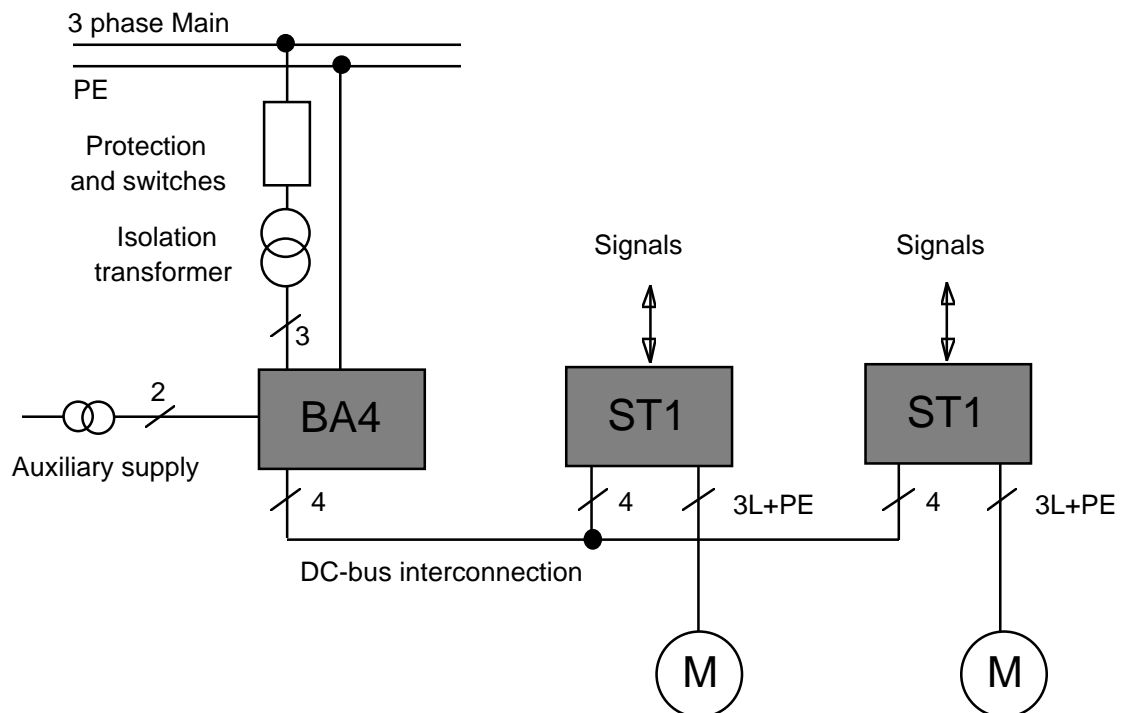 3 phase Main
PE
Protection
and switches
Isolation
transformer
Signals
Signals
3
2
BA4
ST1
ST1
Auxiliary supply
4
4
3L+PE
4
3L+PE
DC-bus interconnection
M
M